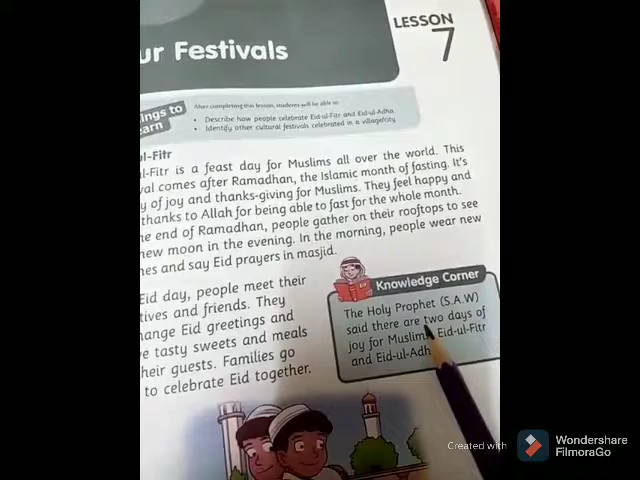 LESSON
7
ur Festivals
ings to
earn
After completing this lesson, students will be able to:
• Describe how people celebrate Eid-ul-Fitr and Eid-ul-Adha.
• Identify other cultural festivals celebrated in a village/city.
ul-Fitr
ul-Fitr is a feast day for Muslims all over the world. This
val comes after Ramadhan, the Islamic month of fasting. It's
y of joy and thanks-giving for Muslims. They feel happy and
thanks to Allah for being able to fast for the whole month.
he end of Ramadhan, people gather on their rooftops to see
new moon in the evening. In the morning, people wear new
hes and say Eid prayers in masjid.
Eid day, people meet their
tives and friends. They
hange Eid greetings and
e tasty sweets and meals
heir guests. Families go
to celebrate Eid together.
Knowledge Corner
The Holy Prophet (S.A.W)
said there are two days of
joy for Muslims, Eid-ul-Fitr
and Eid-ul-Adh
Created with
Wondershare
FilmoraGo